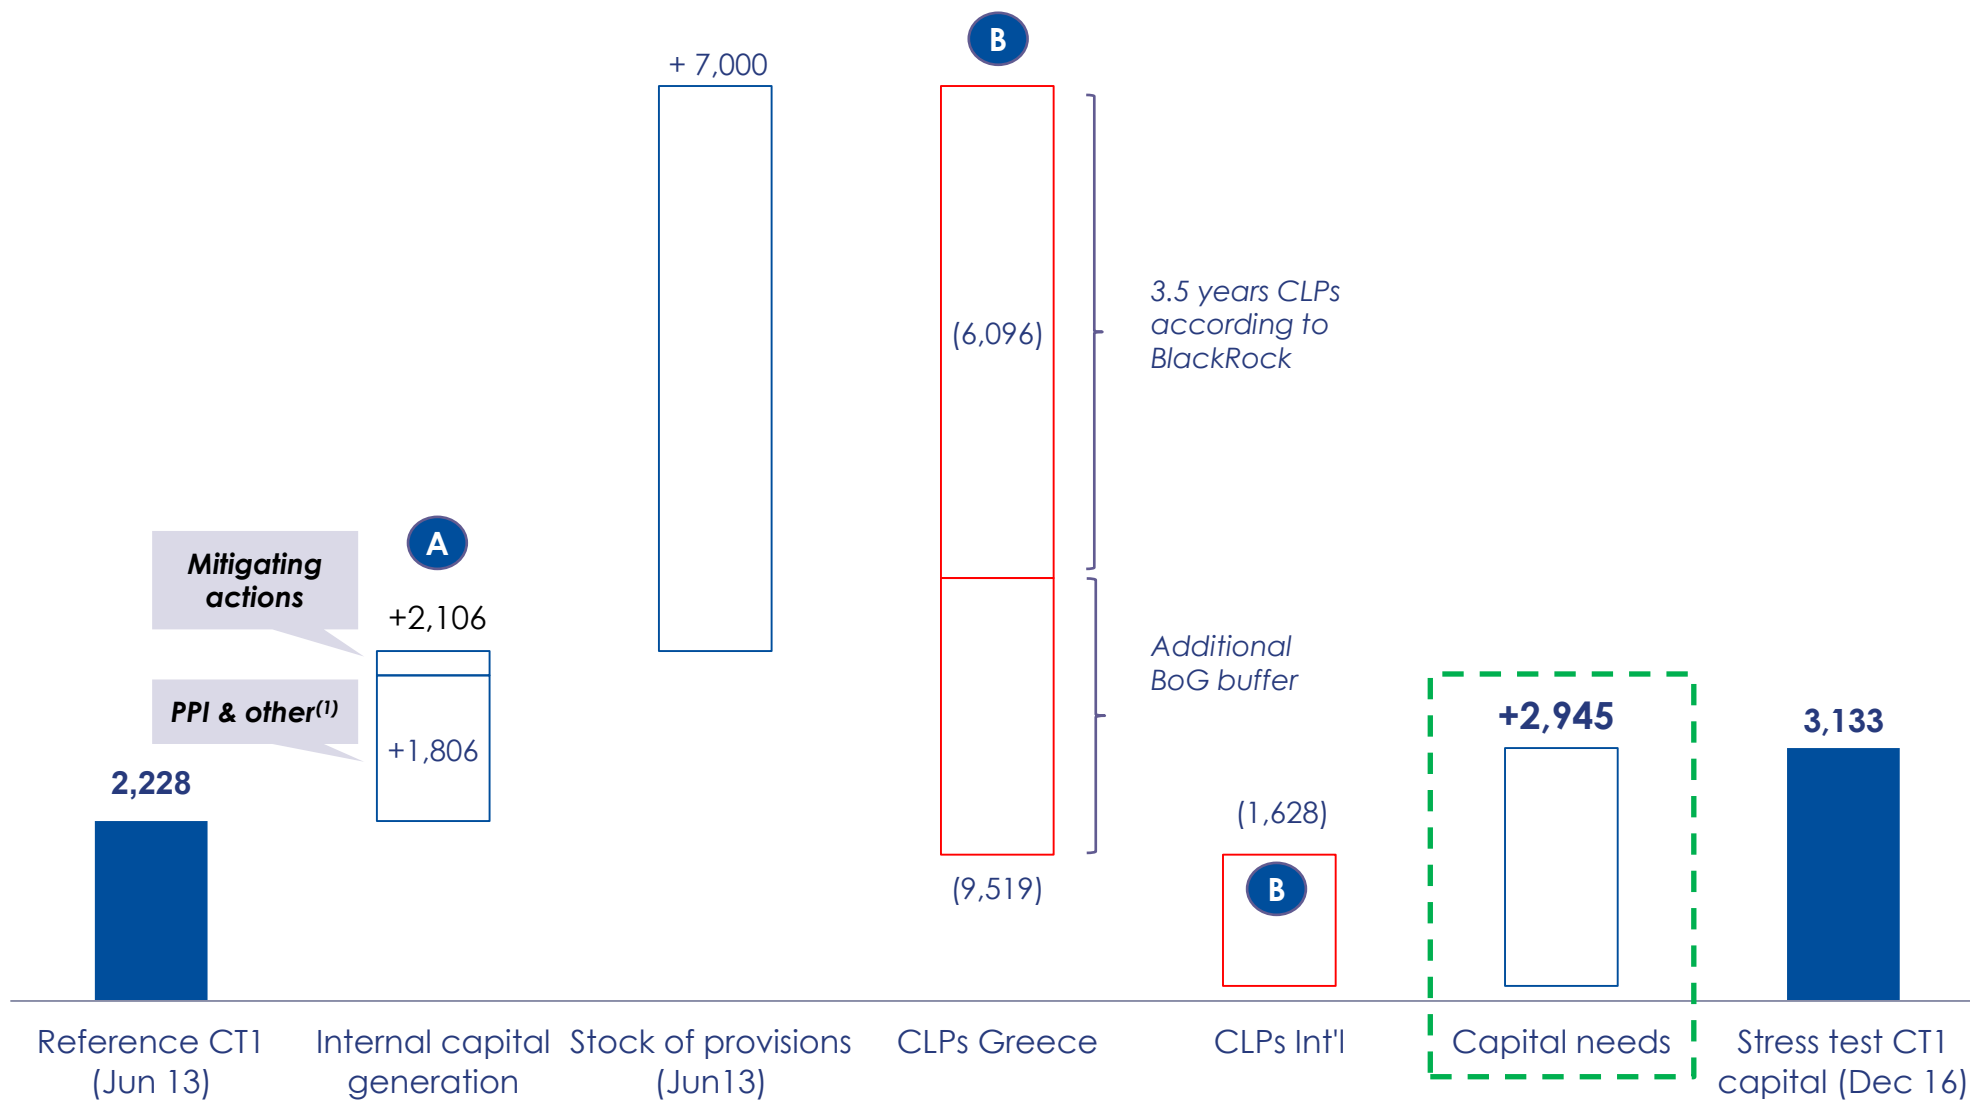 B
+ 7,000
3.5 years CLPs
according to
BlackRock
(6,096)
A
Mitigating
actions
+2,106
Additional
BoG buffer
PPI & other(1)
+1,806
+2,945
3,133
2,228
(1,628)
B
(9,519)
Reference CT1
(Jun 13)
Internal capital
generation
Stock of provisions
(Jun13)
CLPs Greece
CLPs Int'l
Capital needs
Stress test CT1
capital (Dec 16)